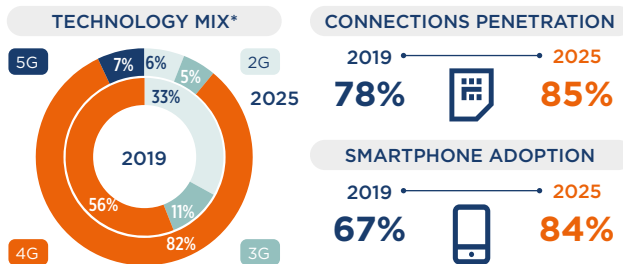 TECHNOLOGY MIX*
5G
7%
6%
2G
5%
2025
33%
2019
56%
11%
82%
4G
3G
CONNECTIONS PENETRATION
2019
2025
78%
85%
SMARTPHONE ADOPTION
2019
2025
67%
84%